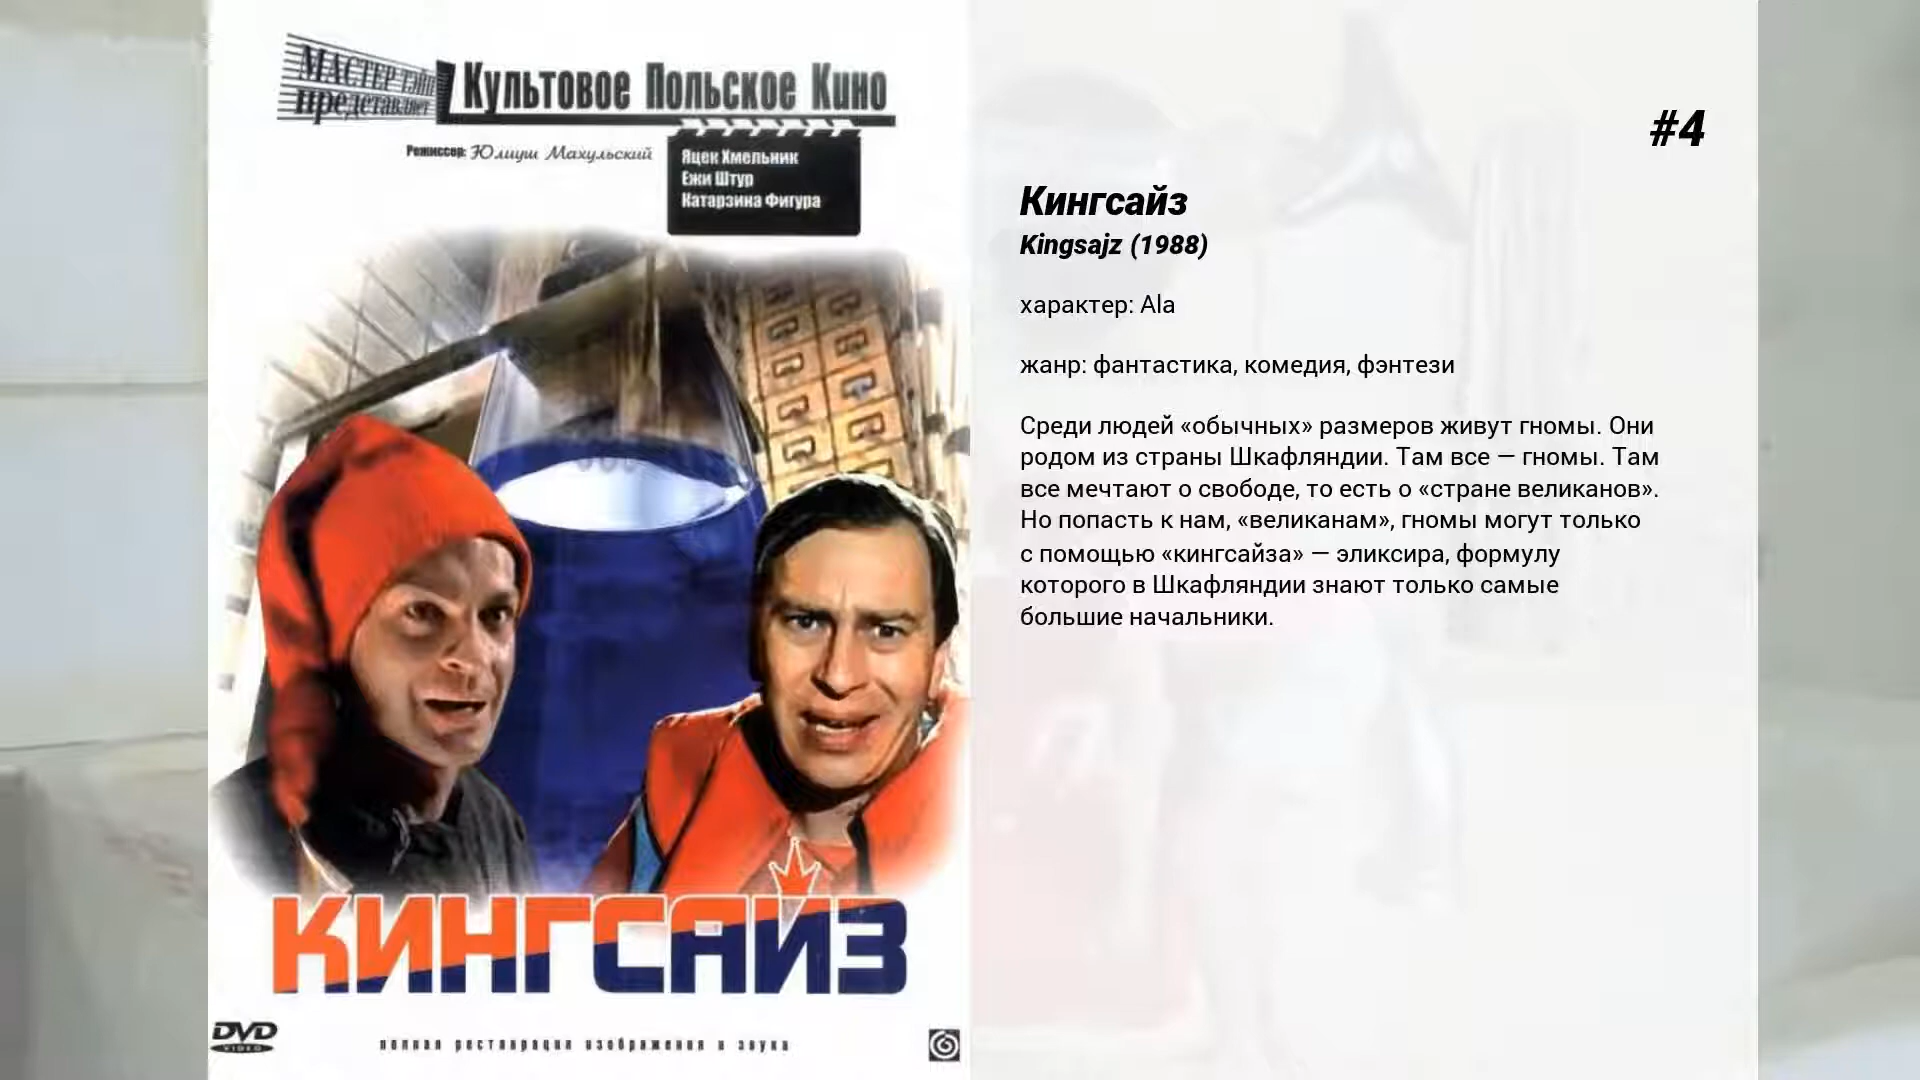 МАСТЕР ТЭЙП
представляет
Культовое Польское Кино
Режиссер: Юлиуш Махульский
Яцек Хмельник
Ежи Штур
Катарзина Фигура
КИНГСАЙЗ
DVD
VIDEO
полная реставрация изображения и звука
#4
Кингсайз
Kingsajz (1988)
характер: Ala
жанр: фантастика, комедия, фэнтези
Среди людей «обычных» размеров живут гномы. Они
родом из страны Шкафляндии. Там все — гномы. Там
все мечтают о свободе, то есть о «стране великанов».
Но попасть к нам, «великанам», гномы могут только
с помощью «кингсайза» — эликсира, формулу
которого в Шкафляндии знают только самые
большие начальники.